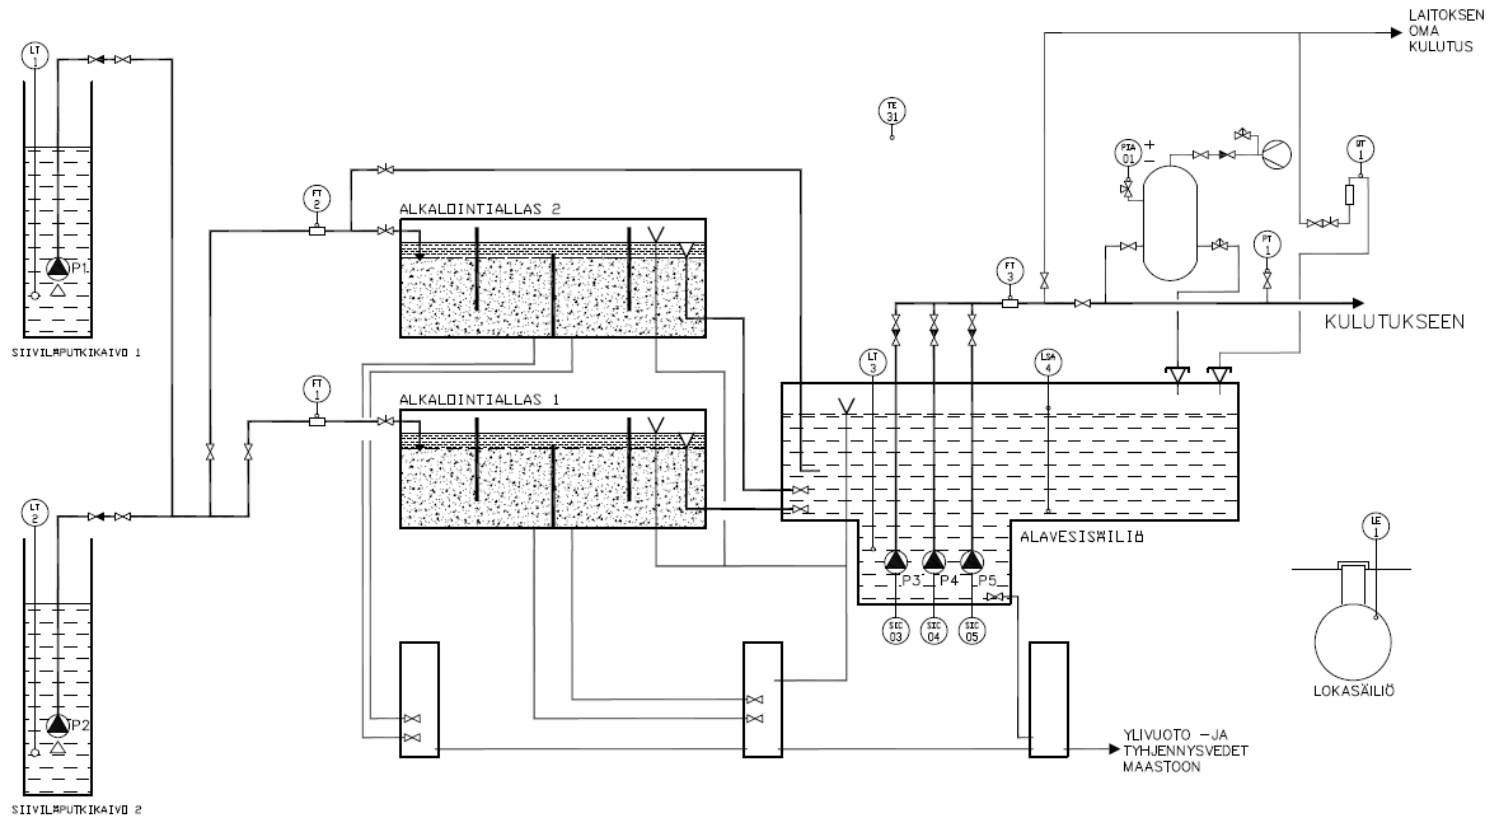 LAITOKSEN
OMA
KULUTUS
LT
1
TE
31
PIA
01
+
−
QT
1
FT
2
ALKALOINTIALLAS 2
P1
PT
1
FT
3
KULUTUKSEEN
SIIVILÄPUTKIKAIVO 1
LT
3
LSA
4
FT
1
ALKALOINTIALLAS 1
LT
2
ALAVESISÄILIÖ
LE
1
P3
P4
P5
SIC
03
SIC
04
SIC
05
LOKASÄILIÖ
P2
YLIVUOTO -JA
TYHJENNYSVEDET
MAASTOON
SIIVILÄPUTKIKAIVO 2